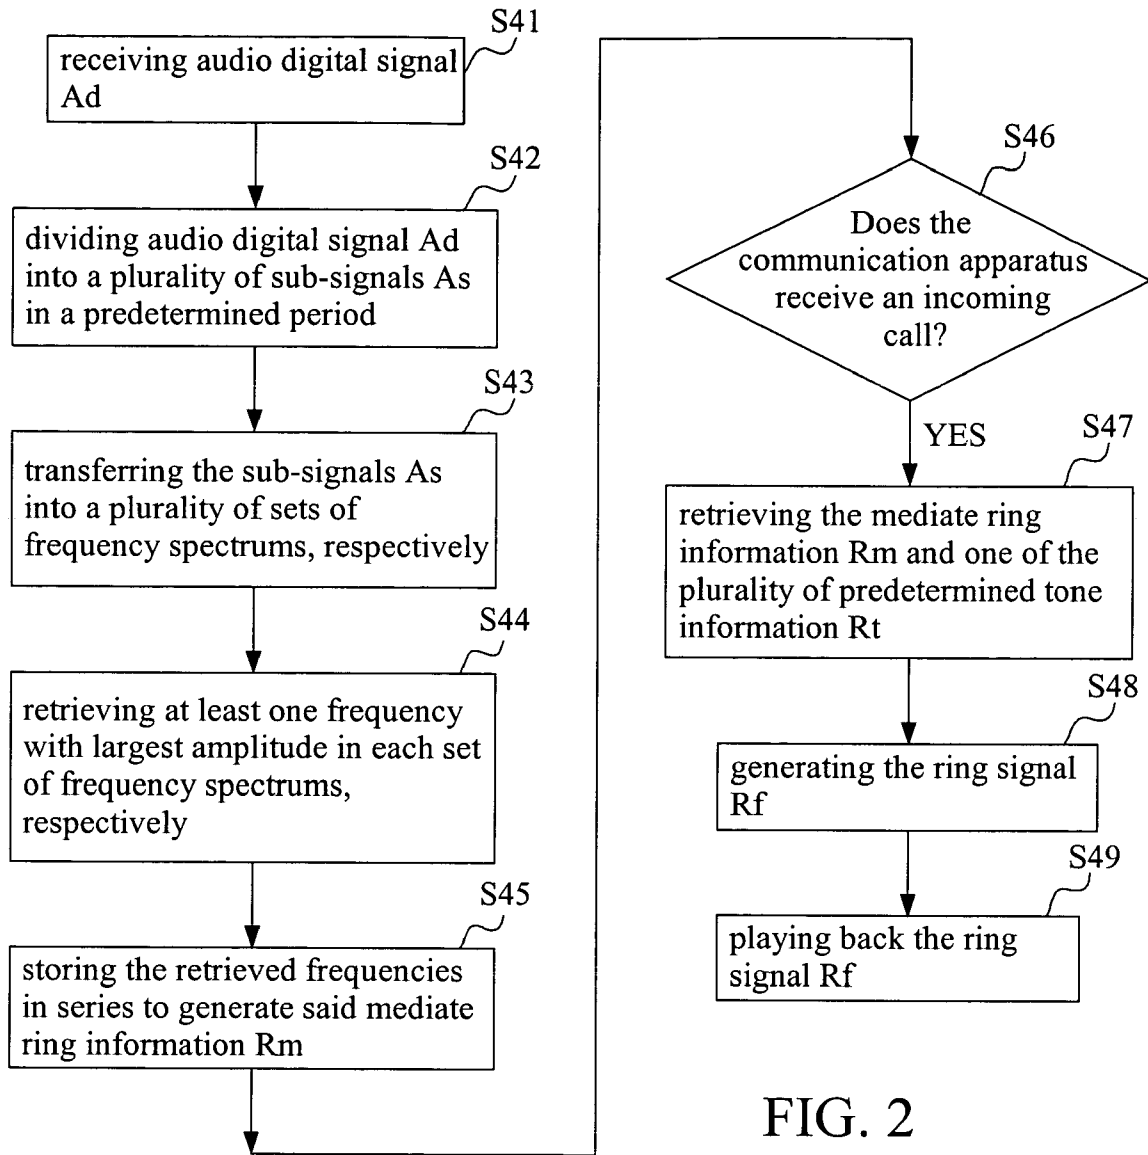 S41
receiving audio digital signal
Ad
S42
dividing audio digital signal Ad
into a plurality of sub-signals As
in a predetermined period
S43
transferring the sub-signals As
into a plurality of sets of
frequency spectrums, respectively
S44
retrieving at least one frequency
with largest amplitude in each set
of frequency spectrums,
respectively
S45
storing the retrieved frequencies
in series to generate said mediate
ring information Rm
S46
Does the
communication apparatus
receive an incoming
call?
YES
S47
retrieving the mediate ring
information Rm and one of the
plurality of predetermined tone
information Rt
S48
generating the ring signal
Rf
S49
playing back the ring
signal Rf
FIG. 2